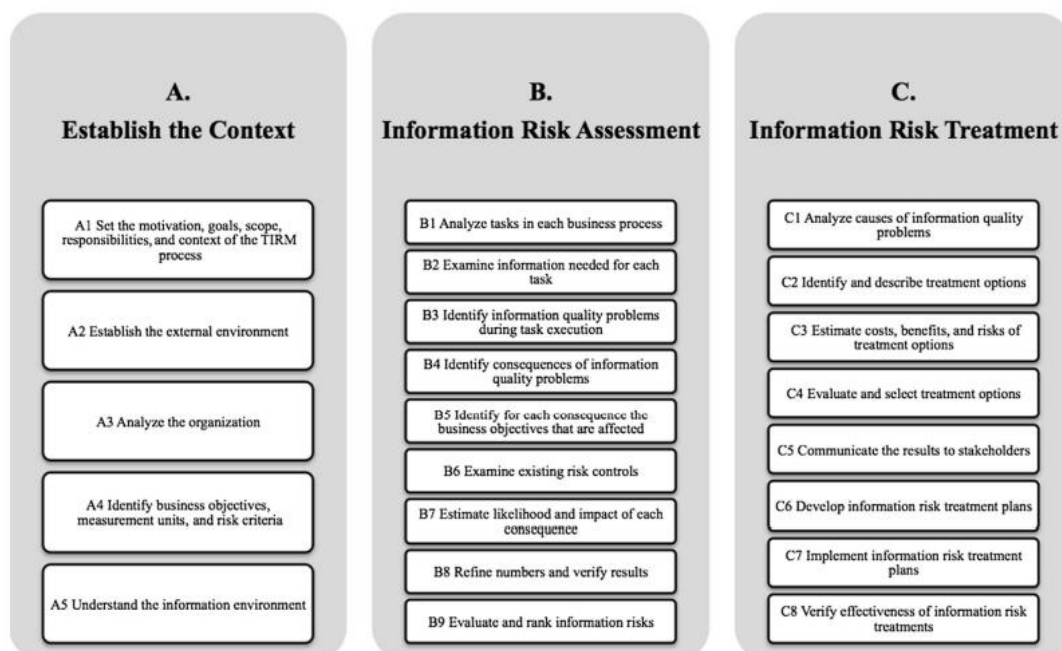 A.
Establish the Context
A1 Set the motivation, goals, scope,
responsibilities, and context of the TIRM
process
A2 Establish the external environment
A3 Analyze the organization
A4 Identify business objectives,
measurement units, and risk criteria
A5 Understand the information environment
B.
Information Risk Assessment
B1 Analyze tasks in each business process
B2 Examine information needed for each
task
B3 Identify information quality problems
during task execution
B4 Identify consequences of information
quality problems
B5 Identify for each consequence the
business objectives that are affected
B6 Examine existing risk controls
B7 Estimate likelihood and impact of each
consequence
B8 Refine numbers and verify results
B9 Evaluate and rank information risks
C.
Information Risk Treatment
C1 Analyze causes of information quality
problems
C2 Identify and describe treatment options
C3 Estimate costs, benefits, and risks of
treatment options
C4 Evaluate and select treatment options
C5 Communicate the results to stakeholders
C6 Develop information risk treatment plans
C7 Implement information risk treatment
plans
C8 Verify effectiveness of information risk
treatments